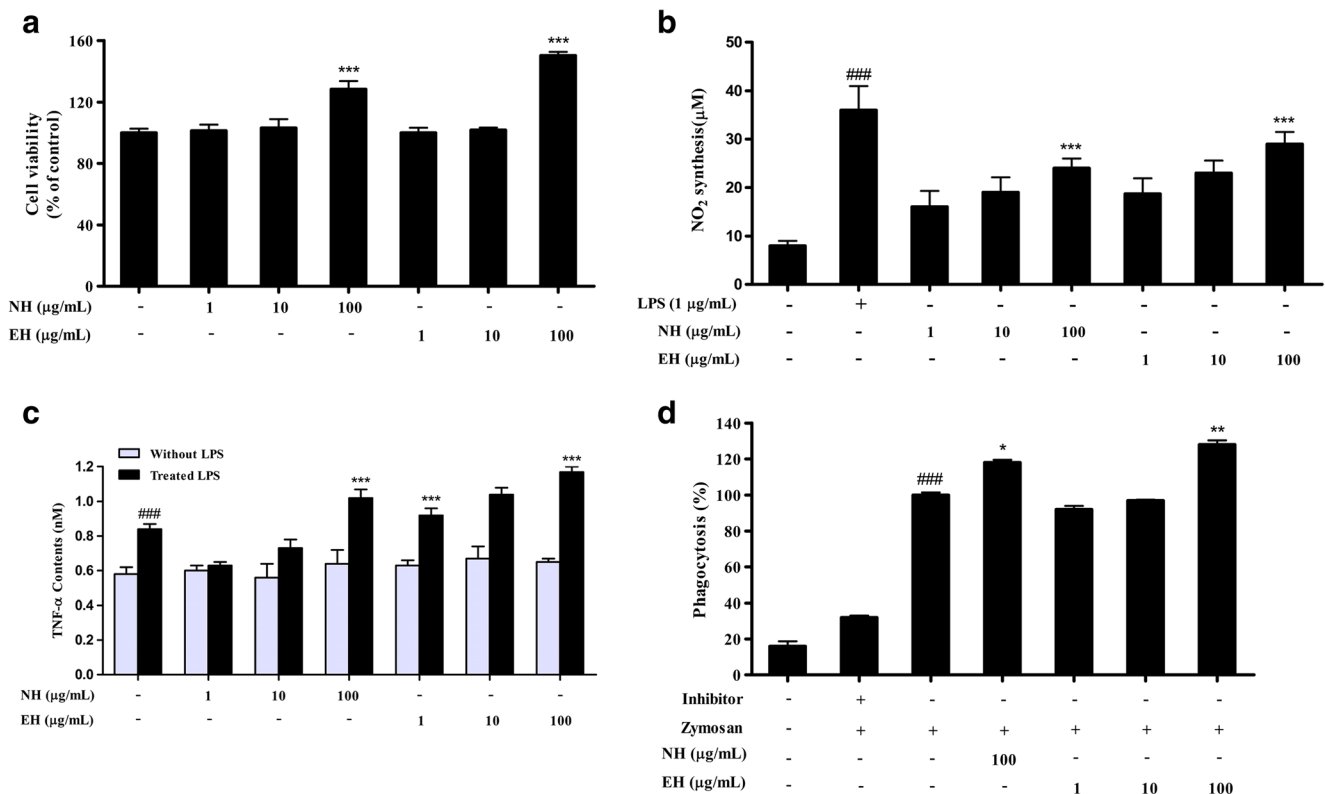 a
160
120
80
40
0
Cell viability
(% of control)
***
***
NH (μg/mL) - 1 10 100 - - -
EH (μg/mL) - - - - 1 10 100
b
50
40
30
20
10
0
NO2 synthesis(μM)
###
***
***
LPS (1 μg/mL) - + - - - - - -
NH (μg/mL) - - 1 10 100 - - -
EH (μg/mL) - - - - - 1 10 100
c
Without LPS
Treated LPS
1.2
1.0
0.8
0.6
0.4
0.2
0.0
TNF-α Contents (nM)
###
***
***
***
NH (μg/mL) - 1 10 100 - - -
EH (μg/mL) - - - - 1 10 100
d
140
120
100
80
60
40
20
0
Phagocytosis (%)
###
*
**
Inhibitor - + - - - - -
Zymosan - + + + + + +
NH (μg/mL) - - - 100 - - -
EH (μg/mL) - - - - 1 10 100